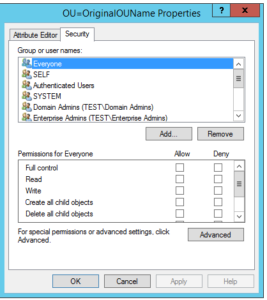 OU=OriginalOUName Properties
?
x
Attribute Editor
Security
Group or user names:
Everyone
SELF
Authenticated Users
SYSTEM
Domain Admins (TEST\Domain Admins)
Enterprise Admins (TEST\Enterprise Admins)
Add...
Remove
Permissions for Everyone
Allow
Deny
Full control
Read
Write
Create all child objects
Delete all child objects
For special permissions or advanced settings, click
Advanced.
Advanced
OK
Cancel
Apply
Help